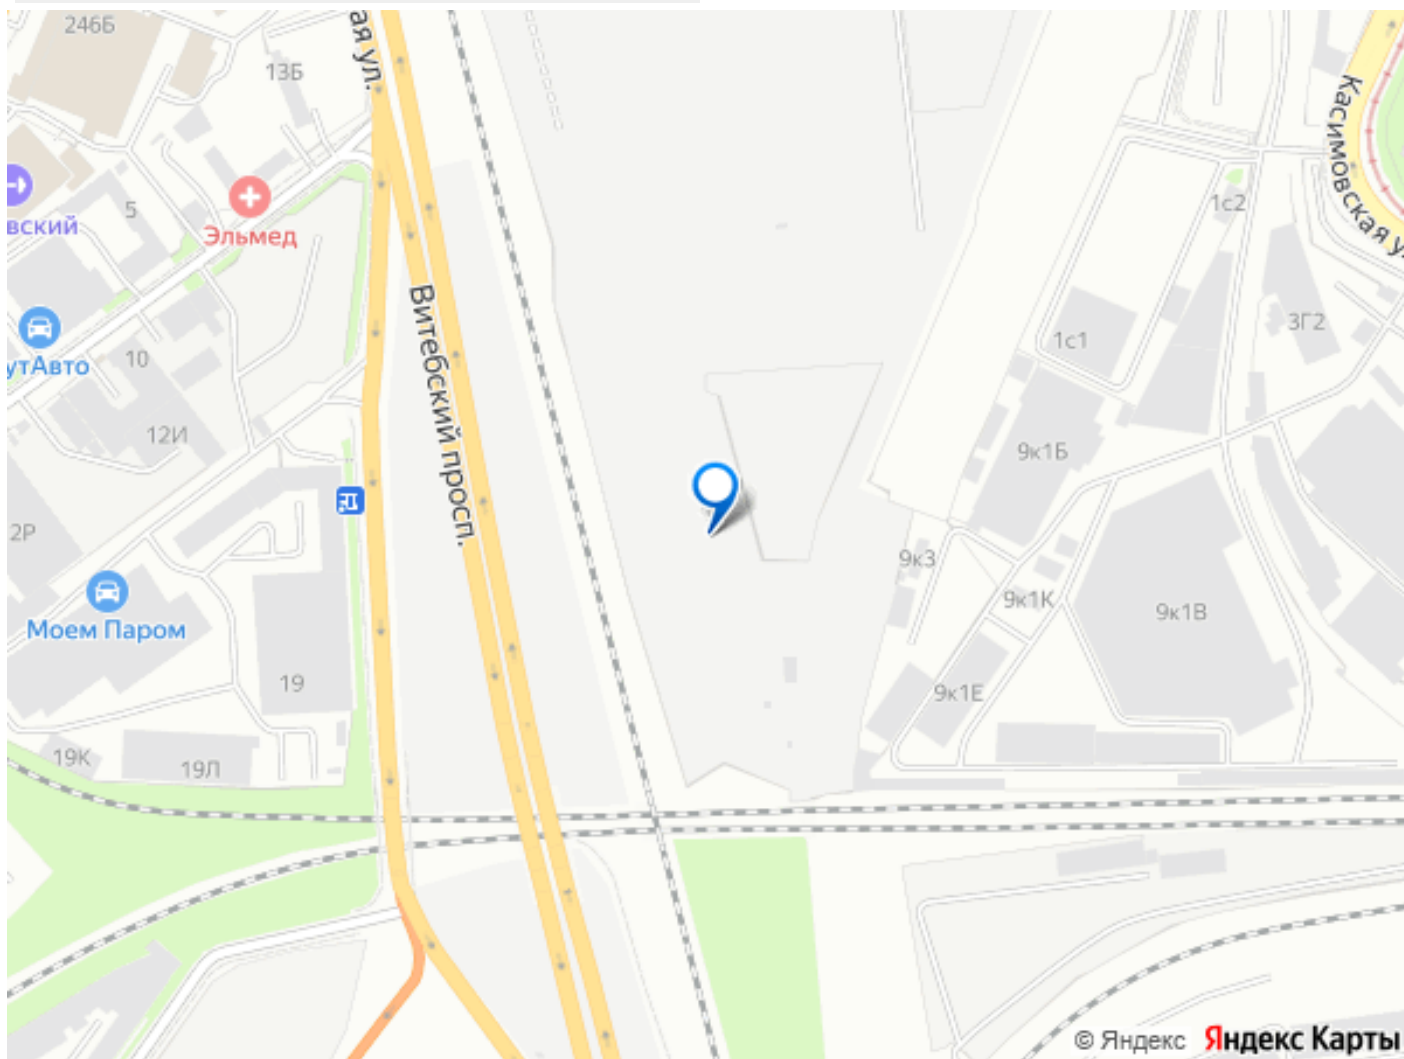 246Б
ая ул.
13Б
Касимовская ул.
вский
5
Эльмед
1с2
Витебский просп.
утАвто
10
1с1
3Г2
12И
9к1Б
2Р
9к3
Моем Паром
9к1К
9к1В
19
9к1Е
19К
19Л
© Яндекс Яндекс Карты